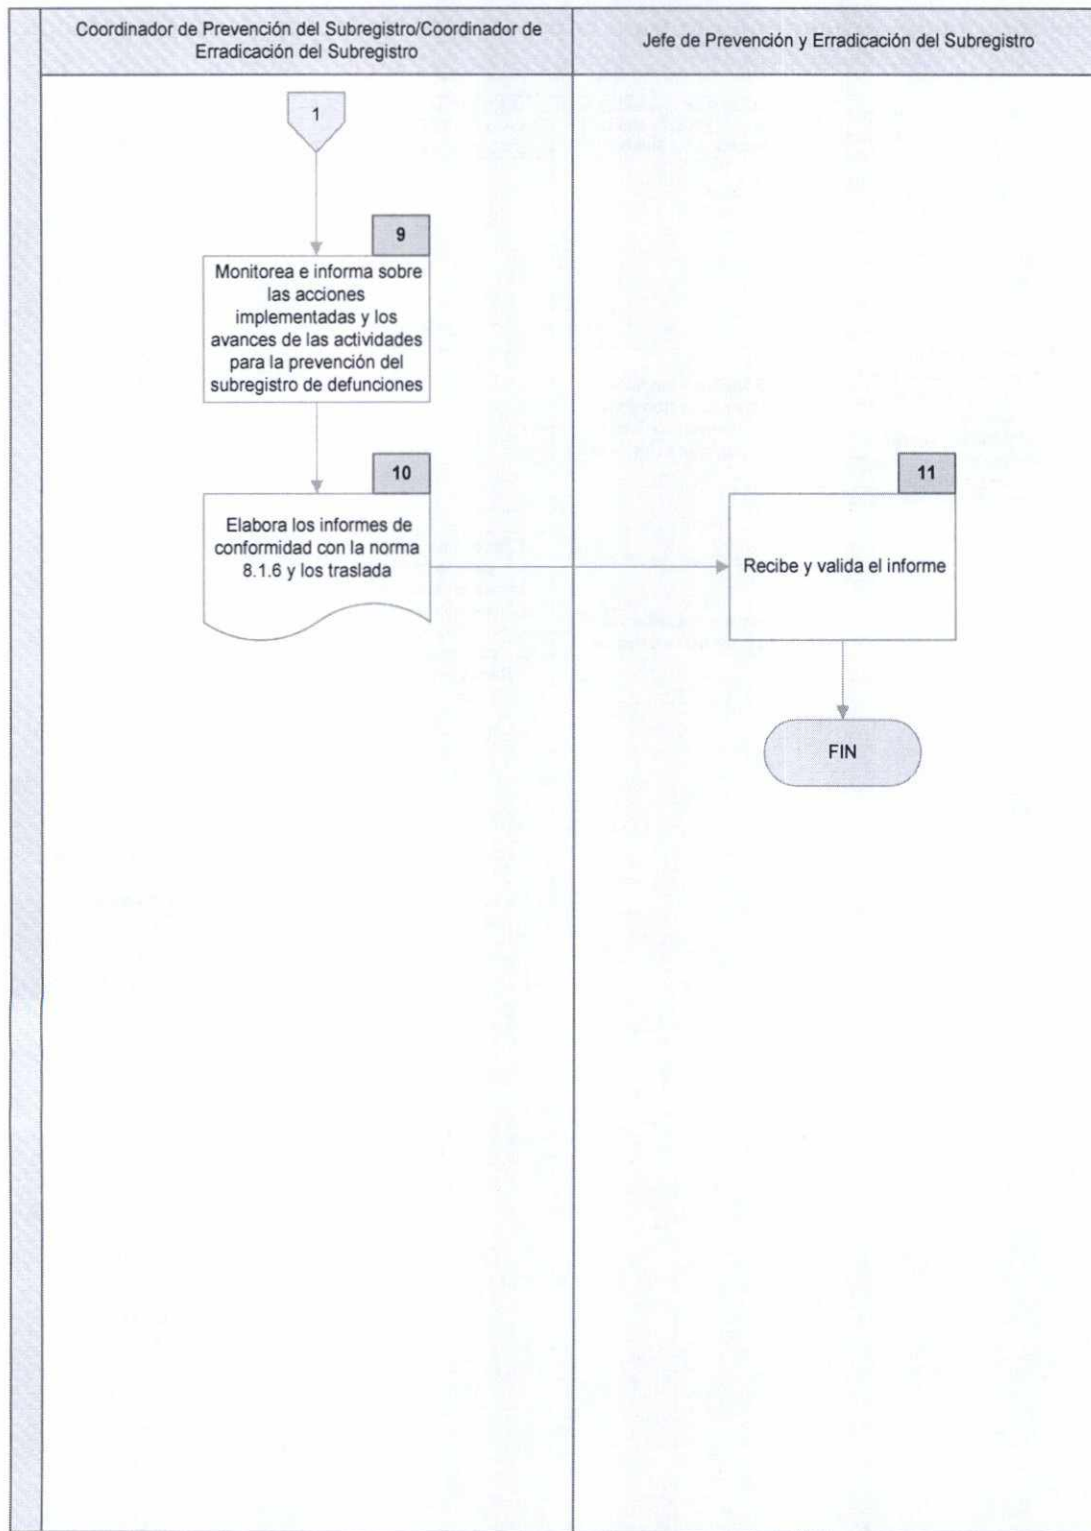 Coordinador de Prevención del Subregistro/Coordinador de
Erradicación del Subregistro
Jefe de Prevención y Erradicación del Subregistro
1
9
Monitorea e informa sobre
las acciones
implementadas y los
avances de las actividades
para la prevención del
subregistro de defunciones
10
Elabora los informes de
conformidad con la norma
8.1.6 y los traslada
11
Recibe y valida el informe
FIN